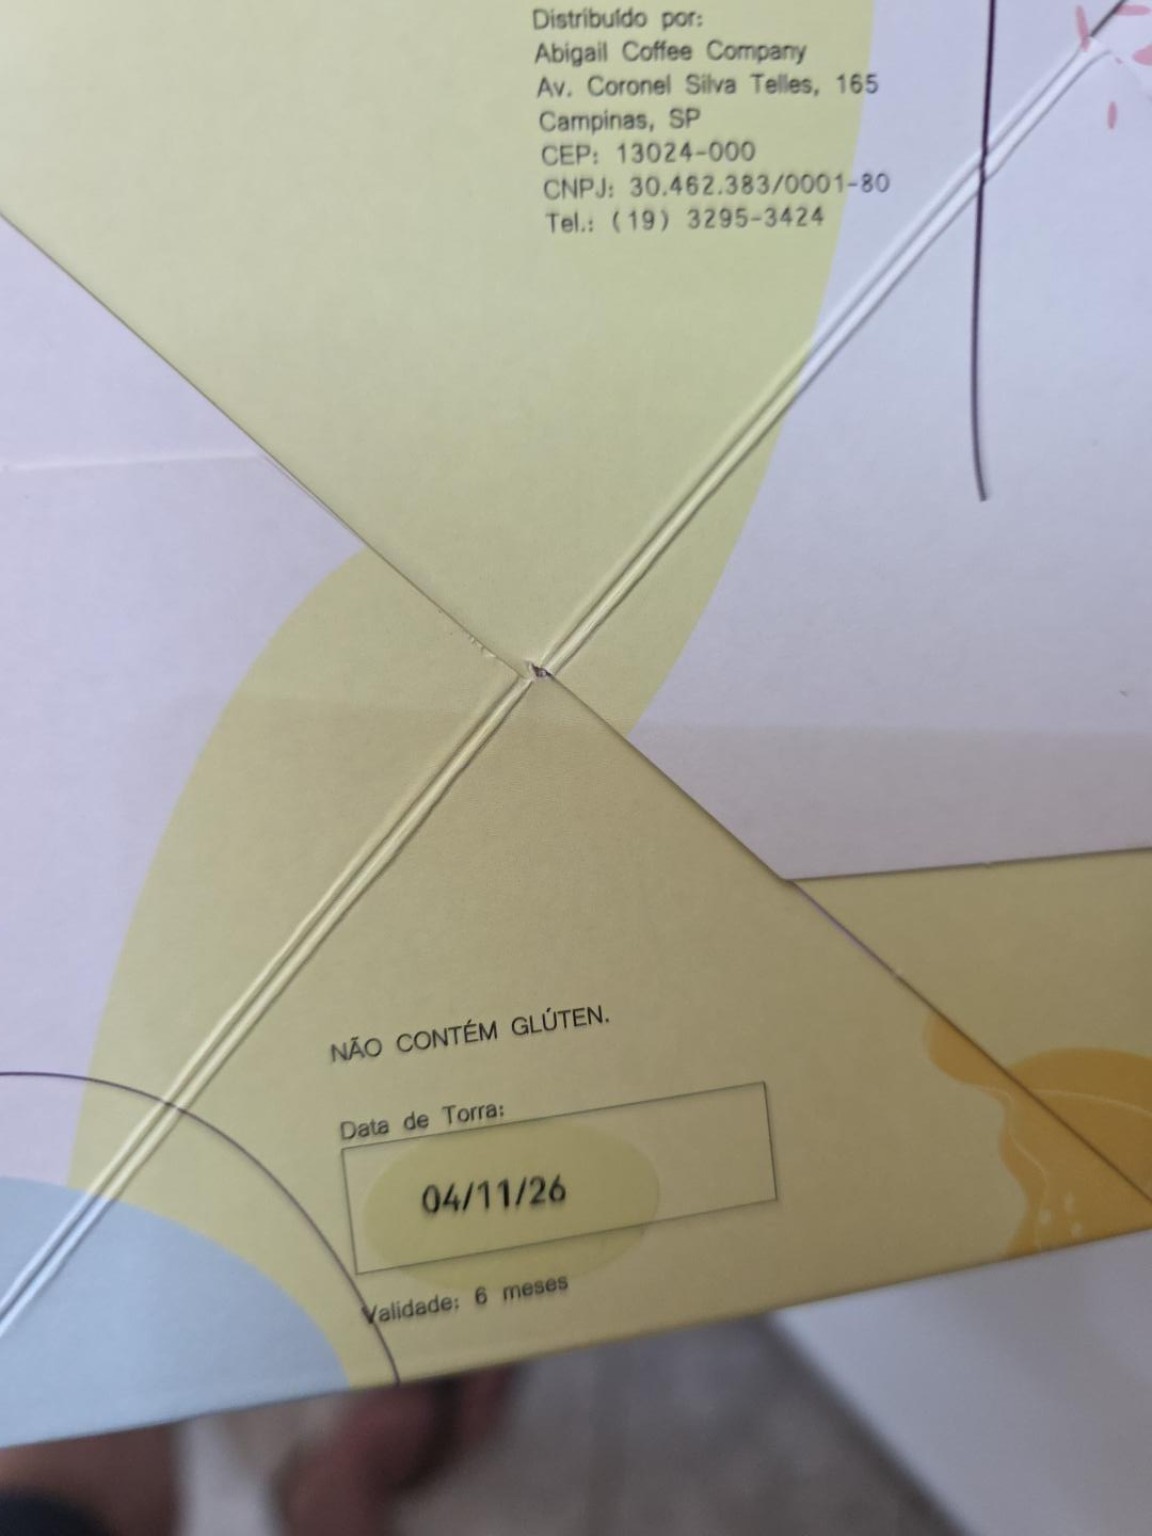 Distribuído por:
Abigail Coffee Company
Av. Coronel Silva Telles, 165
Campinas, SP
CEP: 13024-000
CNPJ: 30.462.383/0001-80
Tel.: (19) 3295-3424
NÃO CONTÉM GLÚTEN.
Data de Torra:
04/11/26
Validade: 6 meses